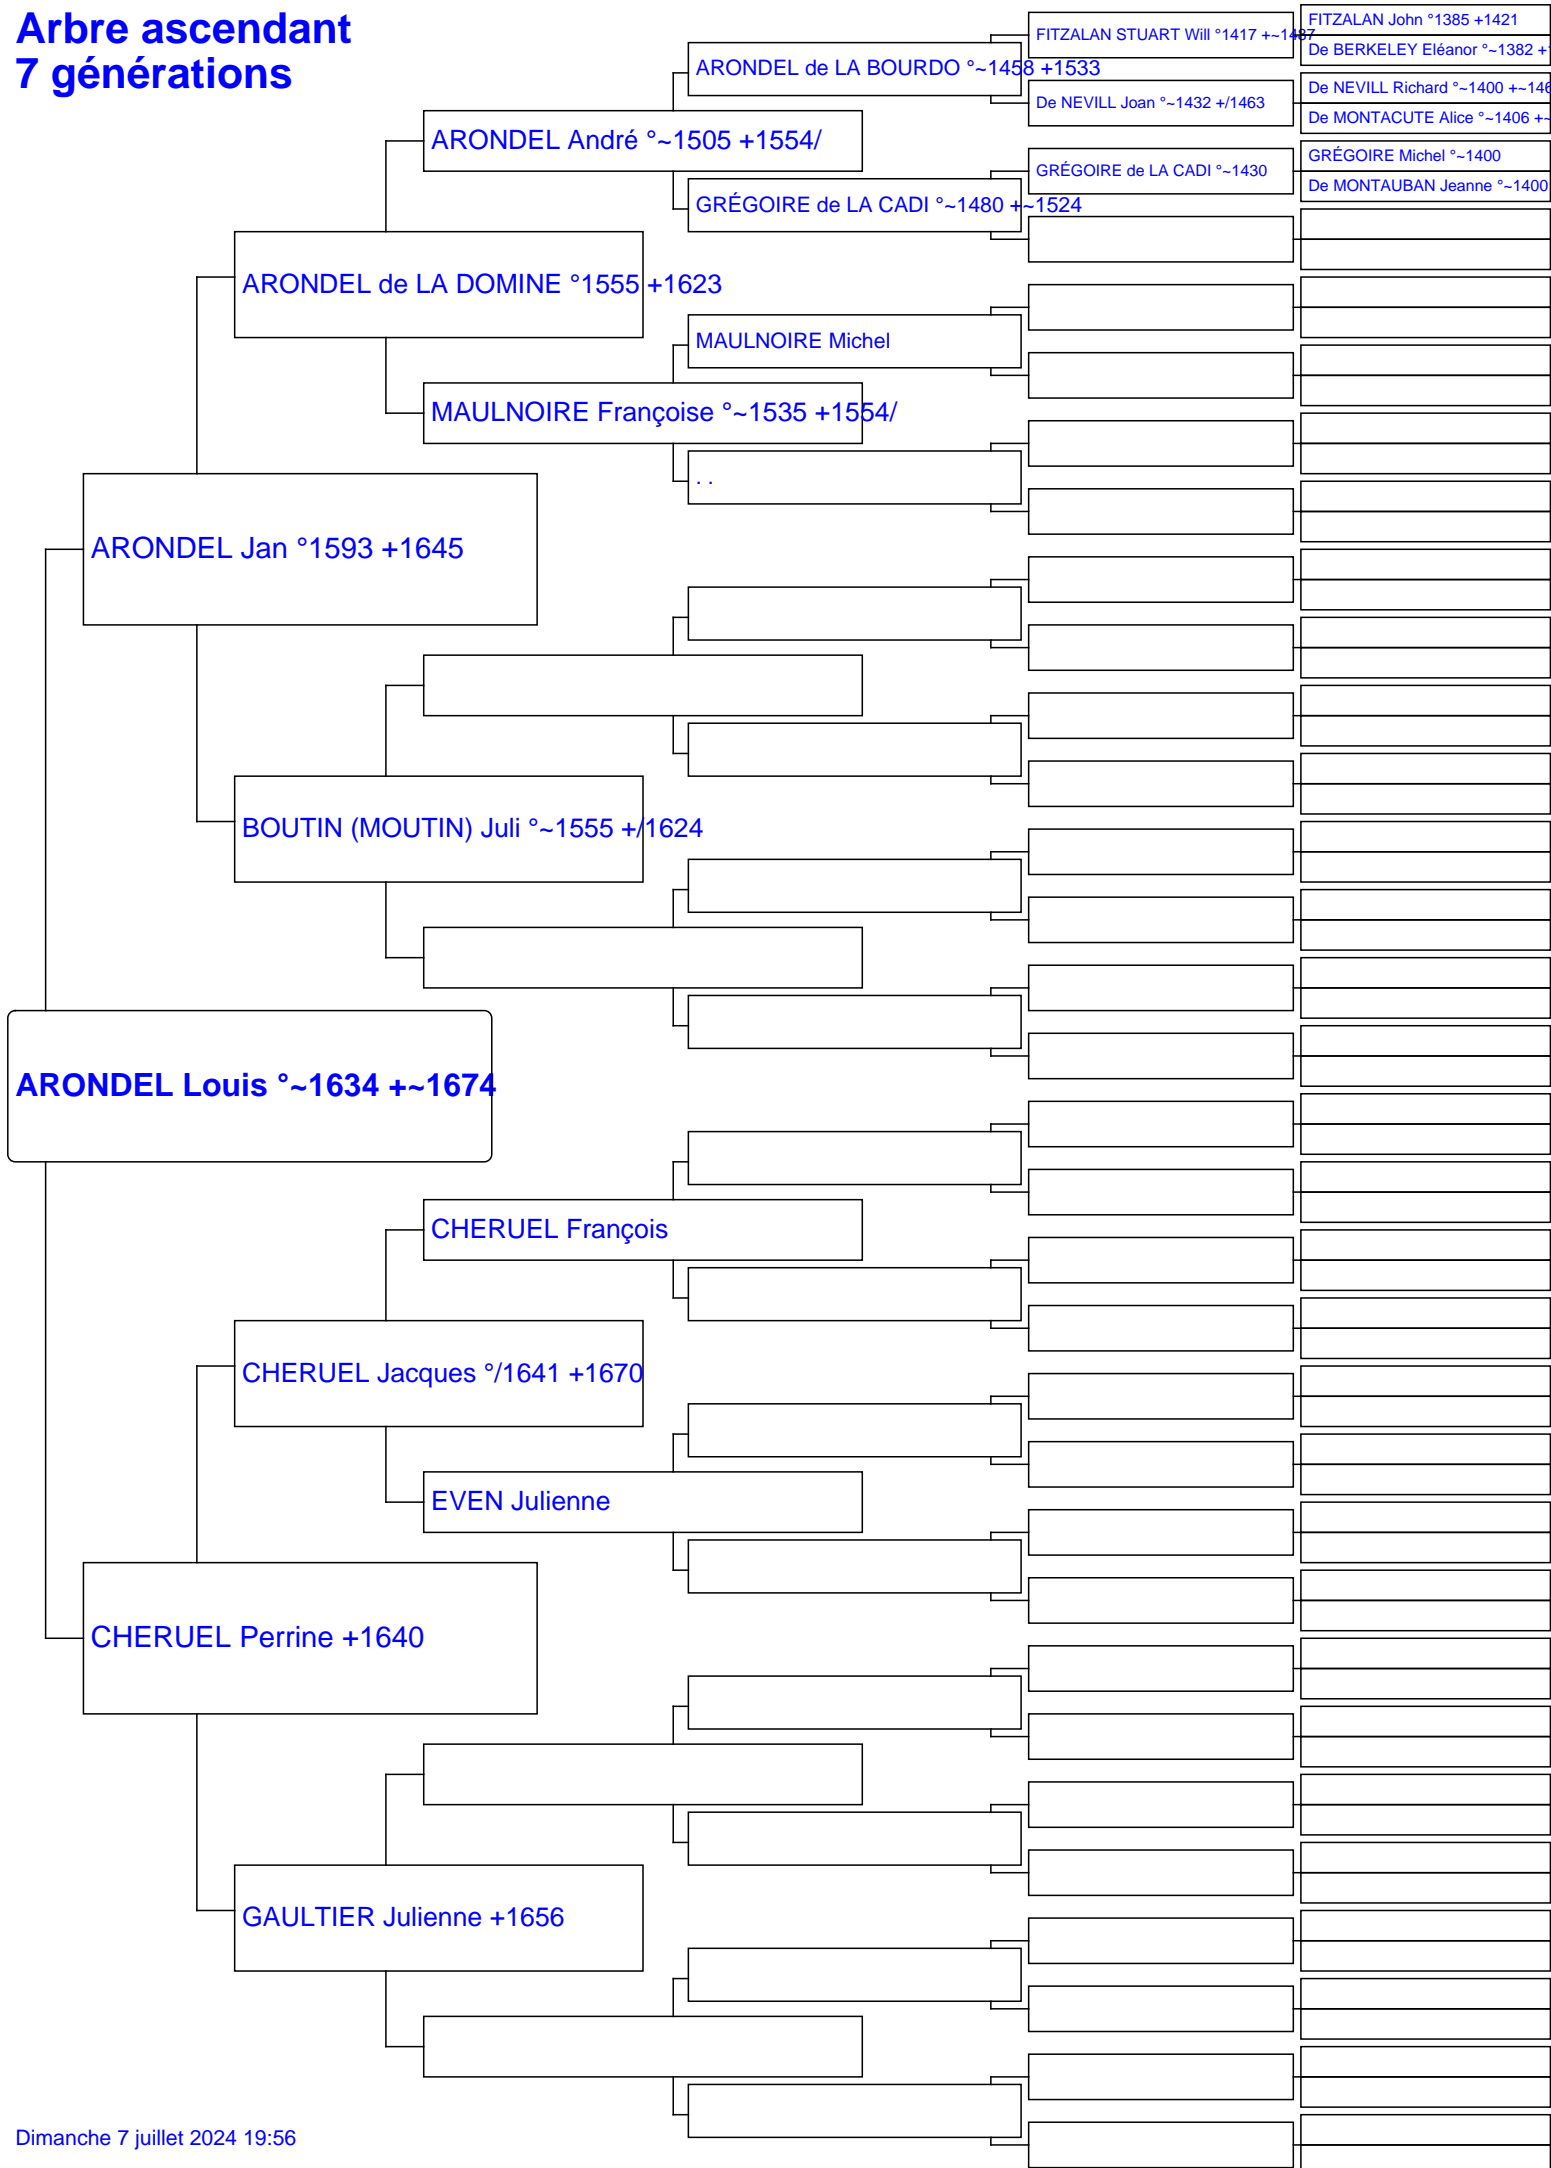 Arbre ascendant
7 générations
FITZALAN John °1385 +1421
FITZALAN STUART Will °1417 +~1487
De BERKELEY Eléanor °~1382 +
ARONDEL de LA BOURDO °~1458 +1533
De NEVILL Richard °~1400 +~146
De NEVILL Joan °~1432 +/1463
De MONTACUTE Alice °~1406 +~
ARONDEL André °~1505 +1554/
GRÉGOIRE Michel °~1400
GRÉGOIRE de LA CADI °~1430
De MONTAUBAN Jeanne °~1400
GRÉGOIRE de LA CADI °~1480 +~1524
ARONDEL de LA DOMINE °1555 +1623
MAULNOIRE Michel
MAULNOIRE Françoise °~1535 +1554/
. .
ARONDEL Jan °1593 +1645
BOUTIN (MOUTIN) Juli °~1555 +/1624
ARONDEL Louis °~1634 +~1674
CHERUEL François
CHERUEL Jacques °/1641 +1670
EVEN Julienne
CHERUEL Perrine +1640
GAULTIER Julienne +1656
Dimanche 7 juillet 2024 19:56